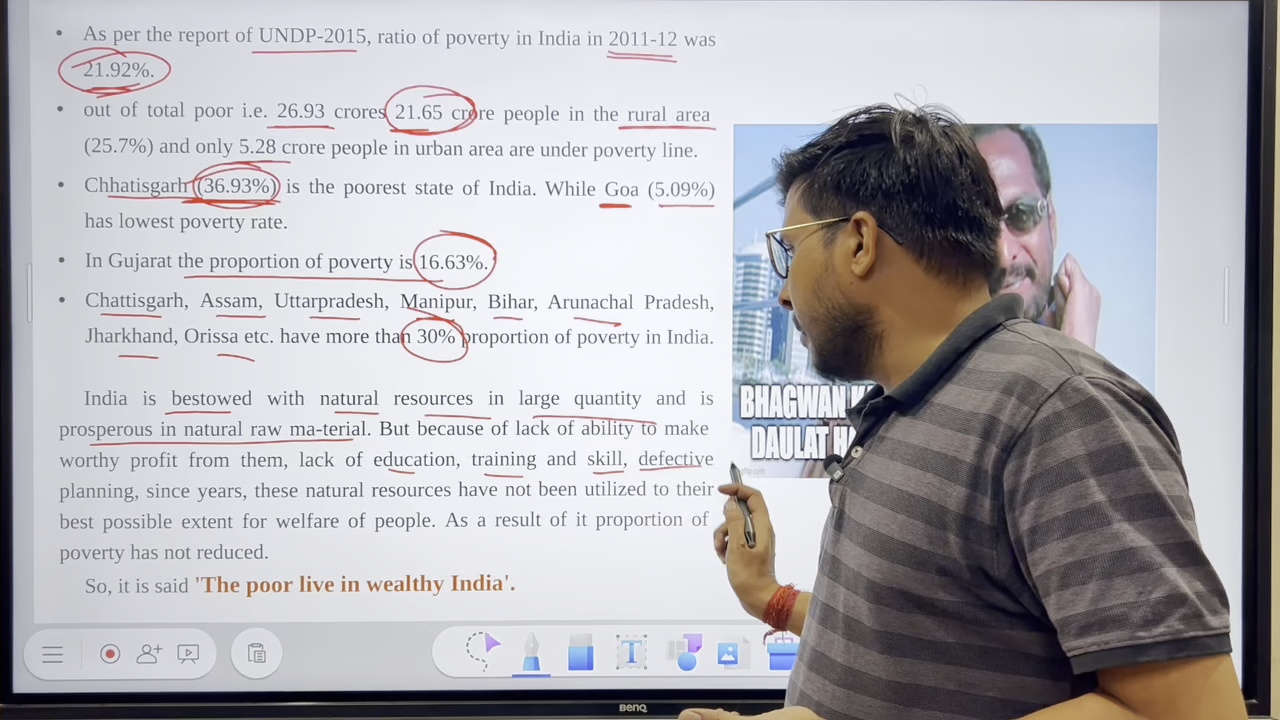 • As per the report of UNDP-2015, ratio of poverty in India in 2011-12 was
21.92%.
• out of total poor i.e. 26.93 crores 21.65 crore people in the rural area
(25.7%) and only 5.28 crore people in urban area are under poverty line.
• Chhatisgarh (36.93%) is the poorest state of India. While Goa (5.09%)
has lowest poverty rate.
• In Gujarat the proportion of poverty is 16.63%.
• Chattisgarh, Assam, Uttarpradesh, Manipur, Bihar, Arunachal Pradesh,
Jharkhand, Orissa etc. have more than 30% proportion of poverty in India.
India is bestowed with natural resources in large quantity and is
prosperous in natural raw ma-terial. But because of lack of ability to make
worthy profit from them, lack of education, training and skill, defective
planning, since years, these natural resources have not been utilized to their
best possible extent for welfare of people. As a result of it proportion of
poverty has not reduced.
So, it is said 'The poor live in wealthy India'.
BHAGWAN
DAULAT
T
BenQ